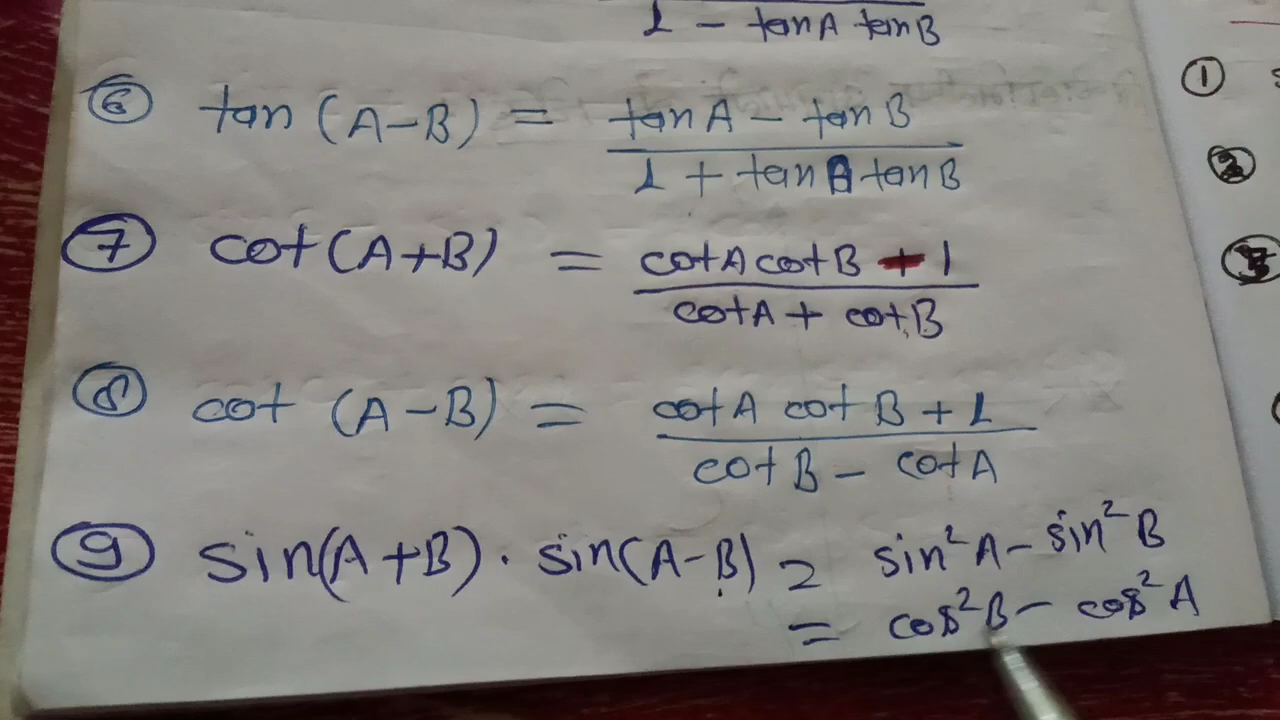 1 - tanA tanB
⑥ tan (A-B) = tanA - tanB / 1 + tanA tanB
⑦ cot(A+B) = cotA cotB + 1 / cotA + cotB
⑧ cot (A-B) = cotA cotB + 1 / cotB - cotA
⑨ sin(A+B) · sin(A-B) = sin²A - sin²B
= cos²B - cos²A
①
②
③